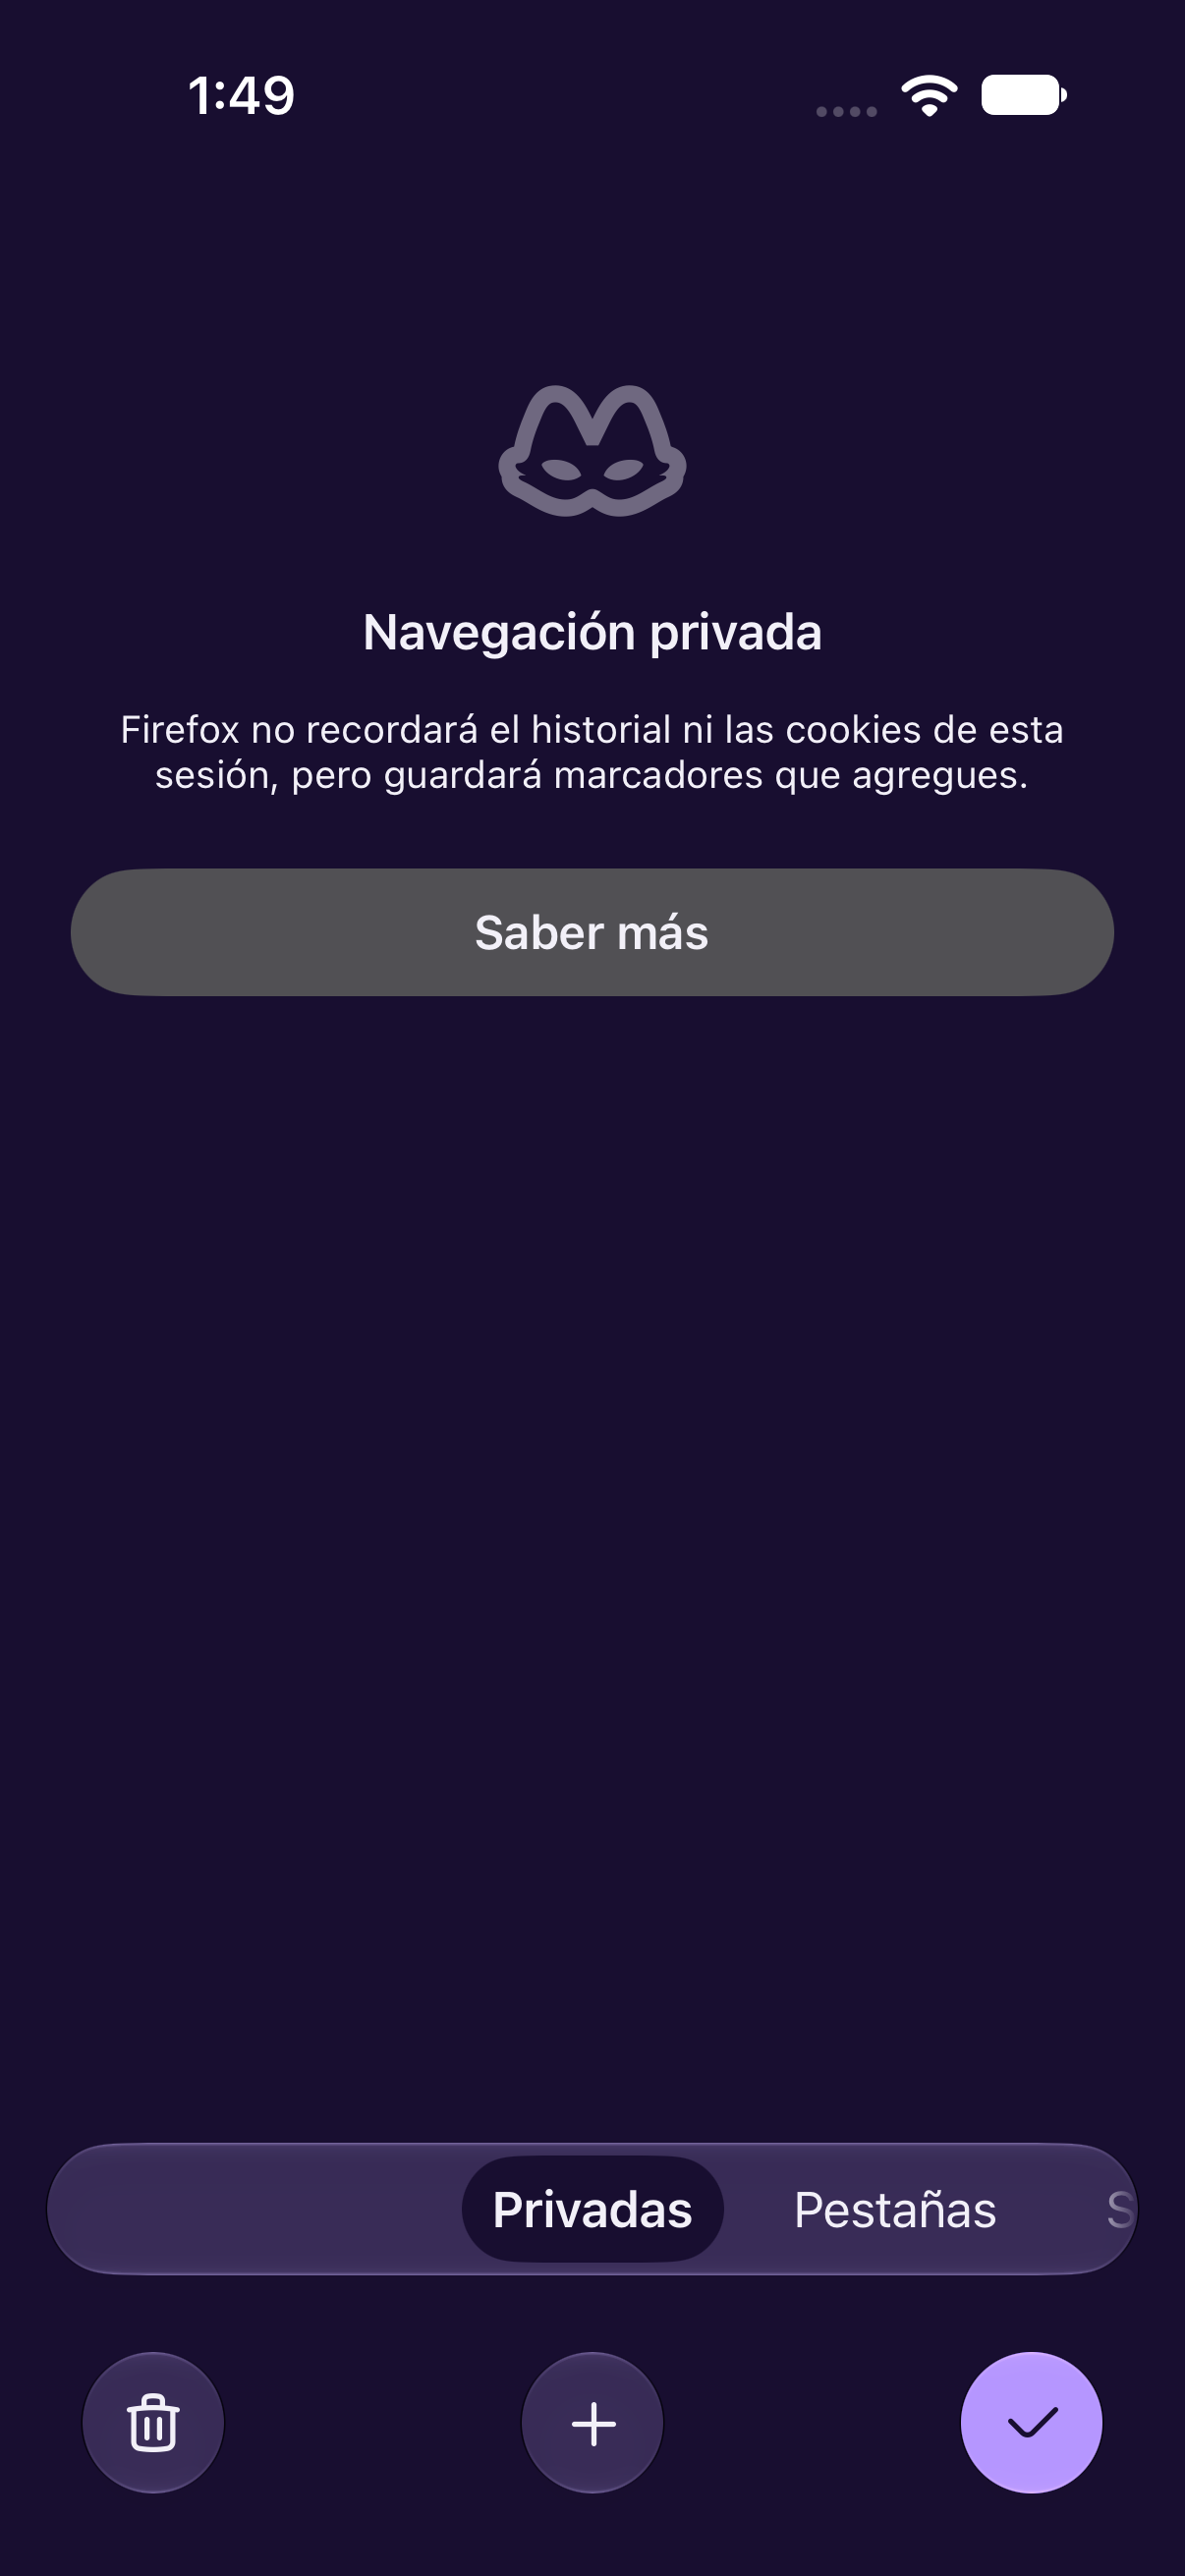 1:49
Navegación privada
Firefox no recordará el historial ni las cookies de esta
sesión, pero guardará marcadores que agregues.
Saber más
Privadas Pestañas